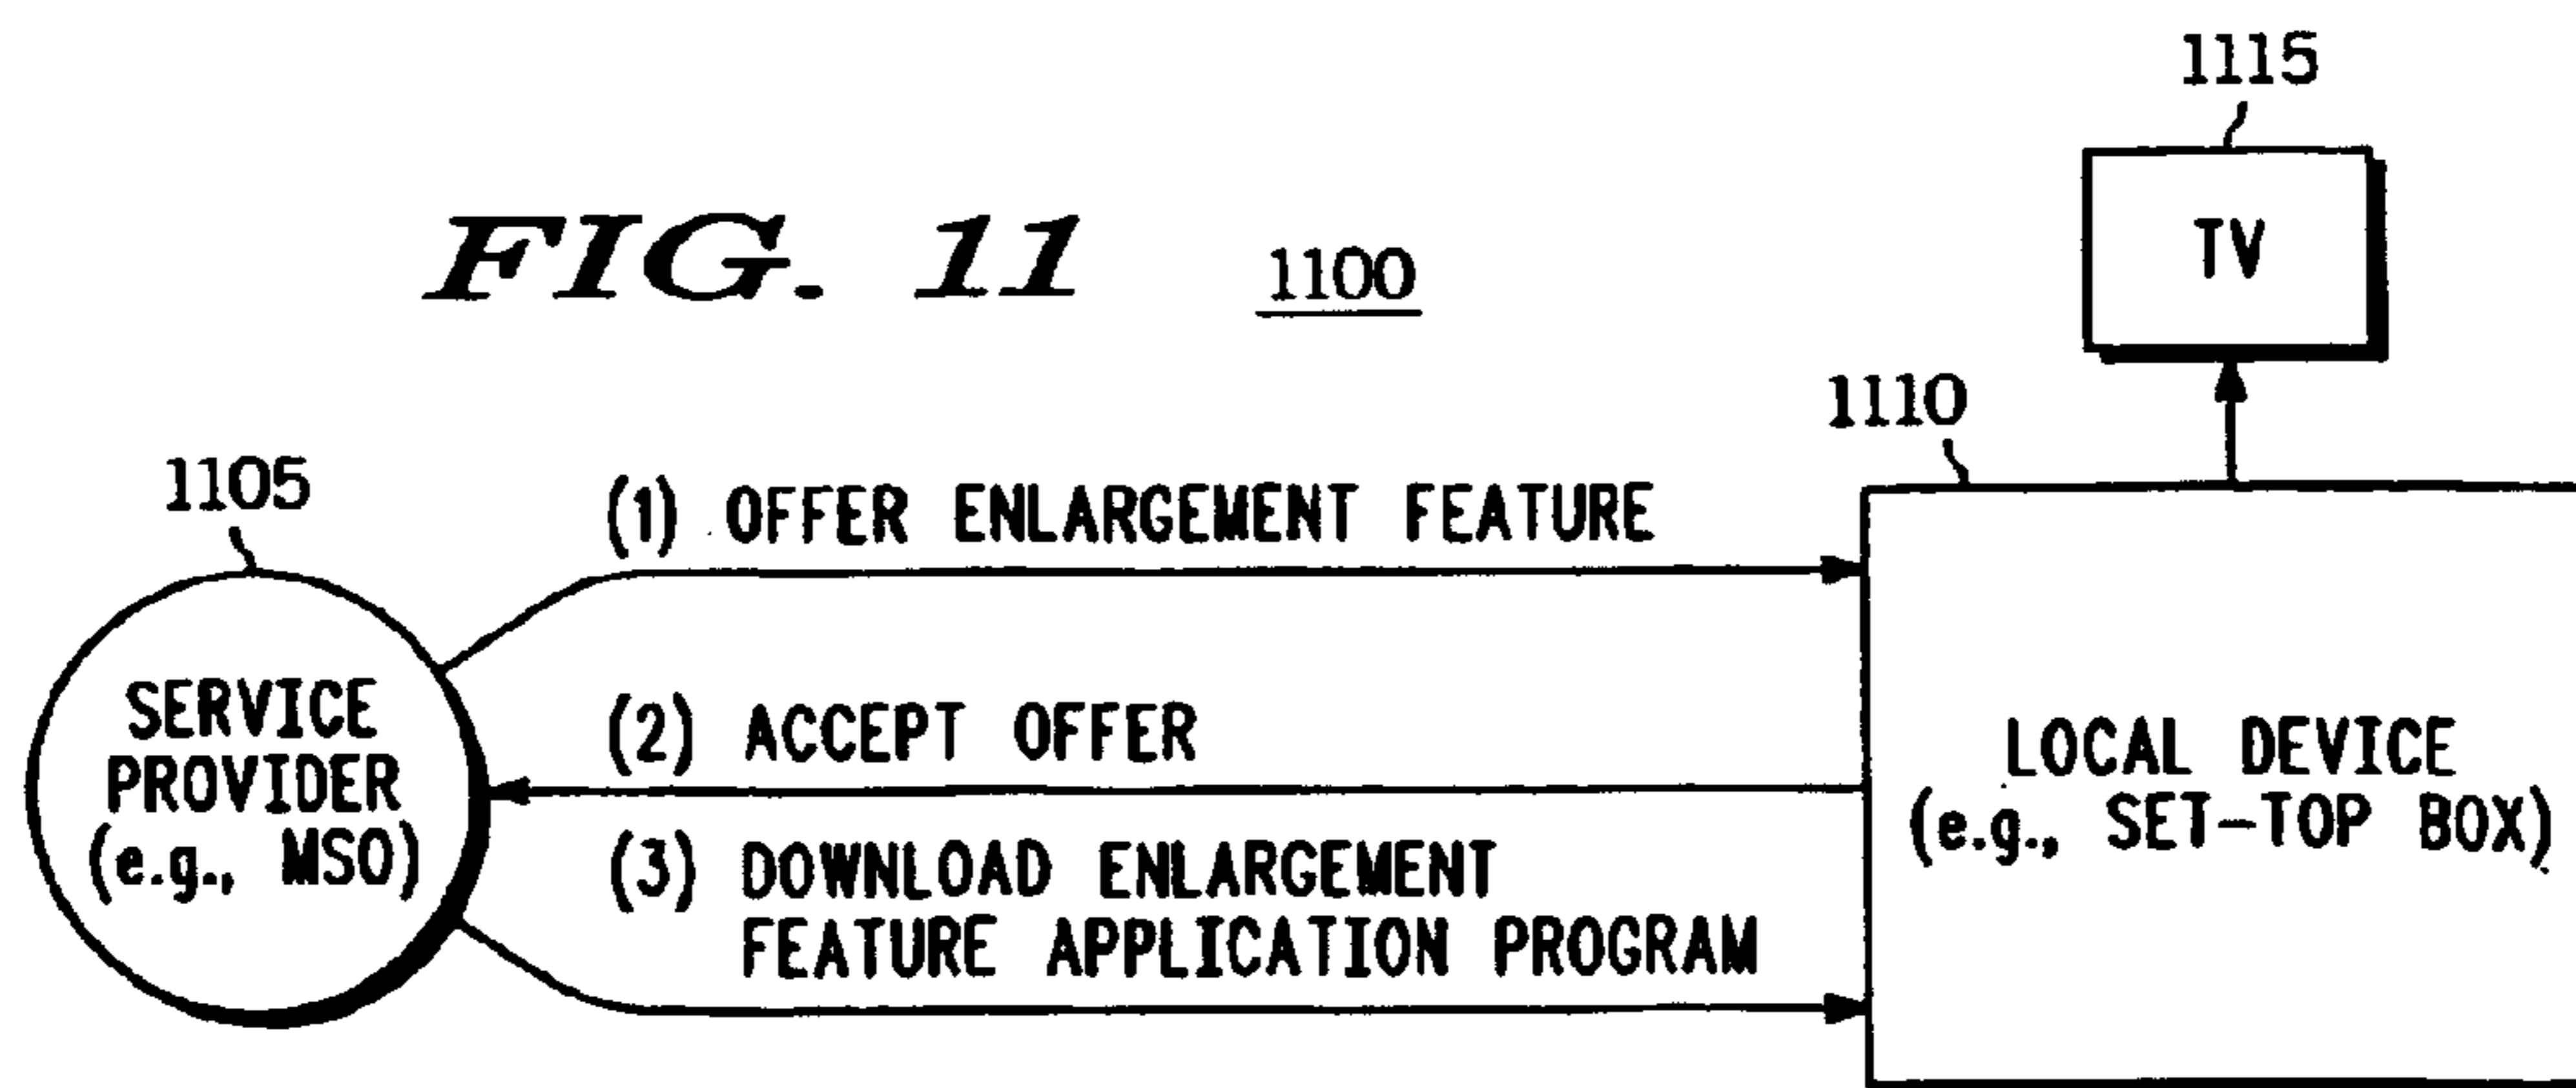 1115
TV
FIG. 11
1100
1110
1105
(1) OFFER ENLARGEMENT FEATURE
SERVICE
PROVIDER
(e.g., MSO)
(2) ACCEPT OFFER
LOCAL DEVICE
(e.g., SET-TOP BOX)
(3) DOWNLOAD ENLARGEMENT
FEATURE APPLICATION PROGRAM